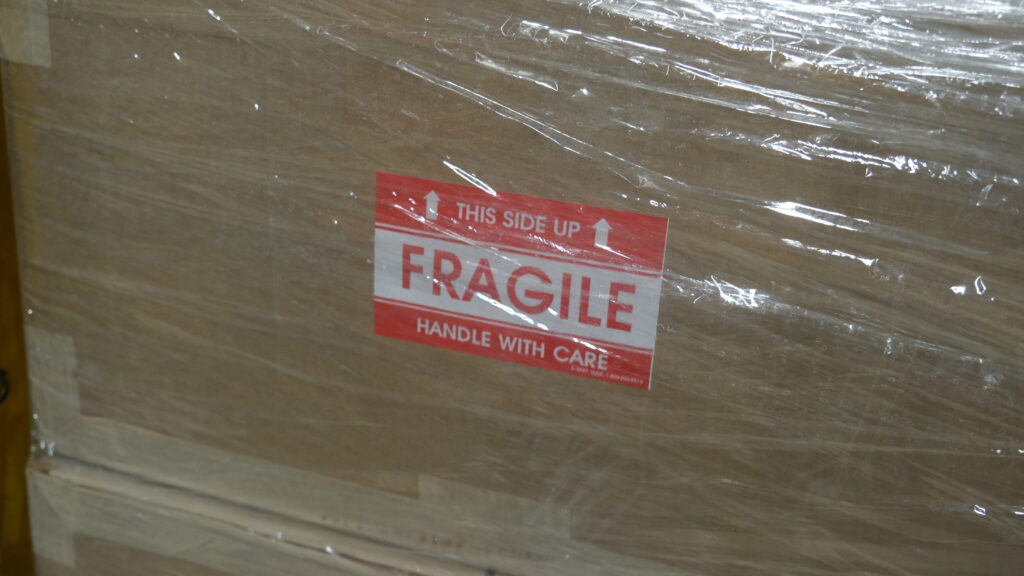 THIS SIDE UP
FRAGILE
HANDLE WITH CARE